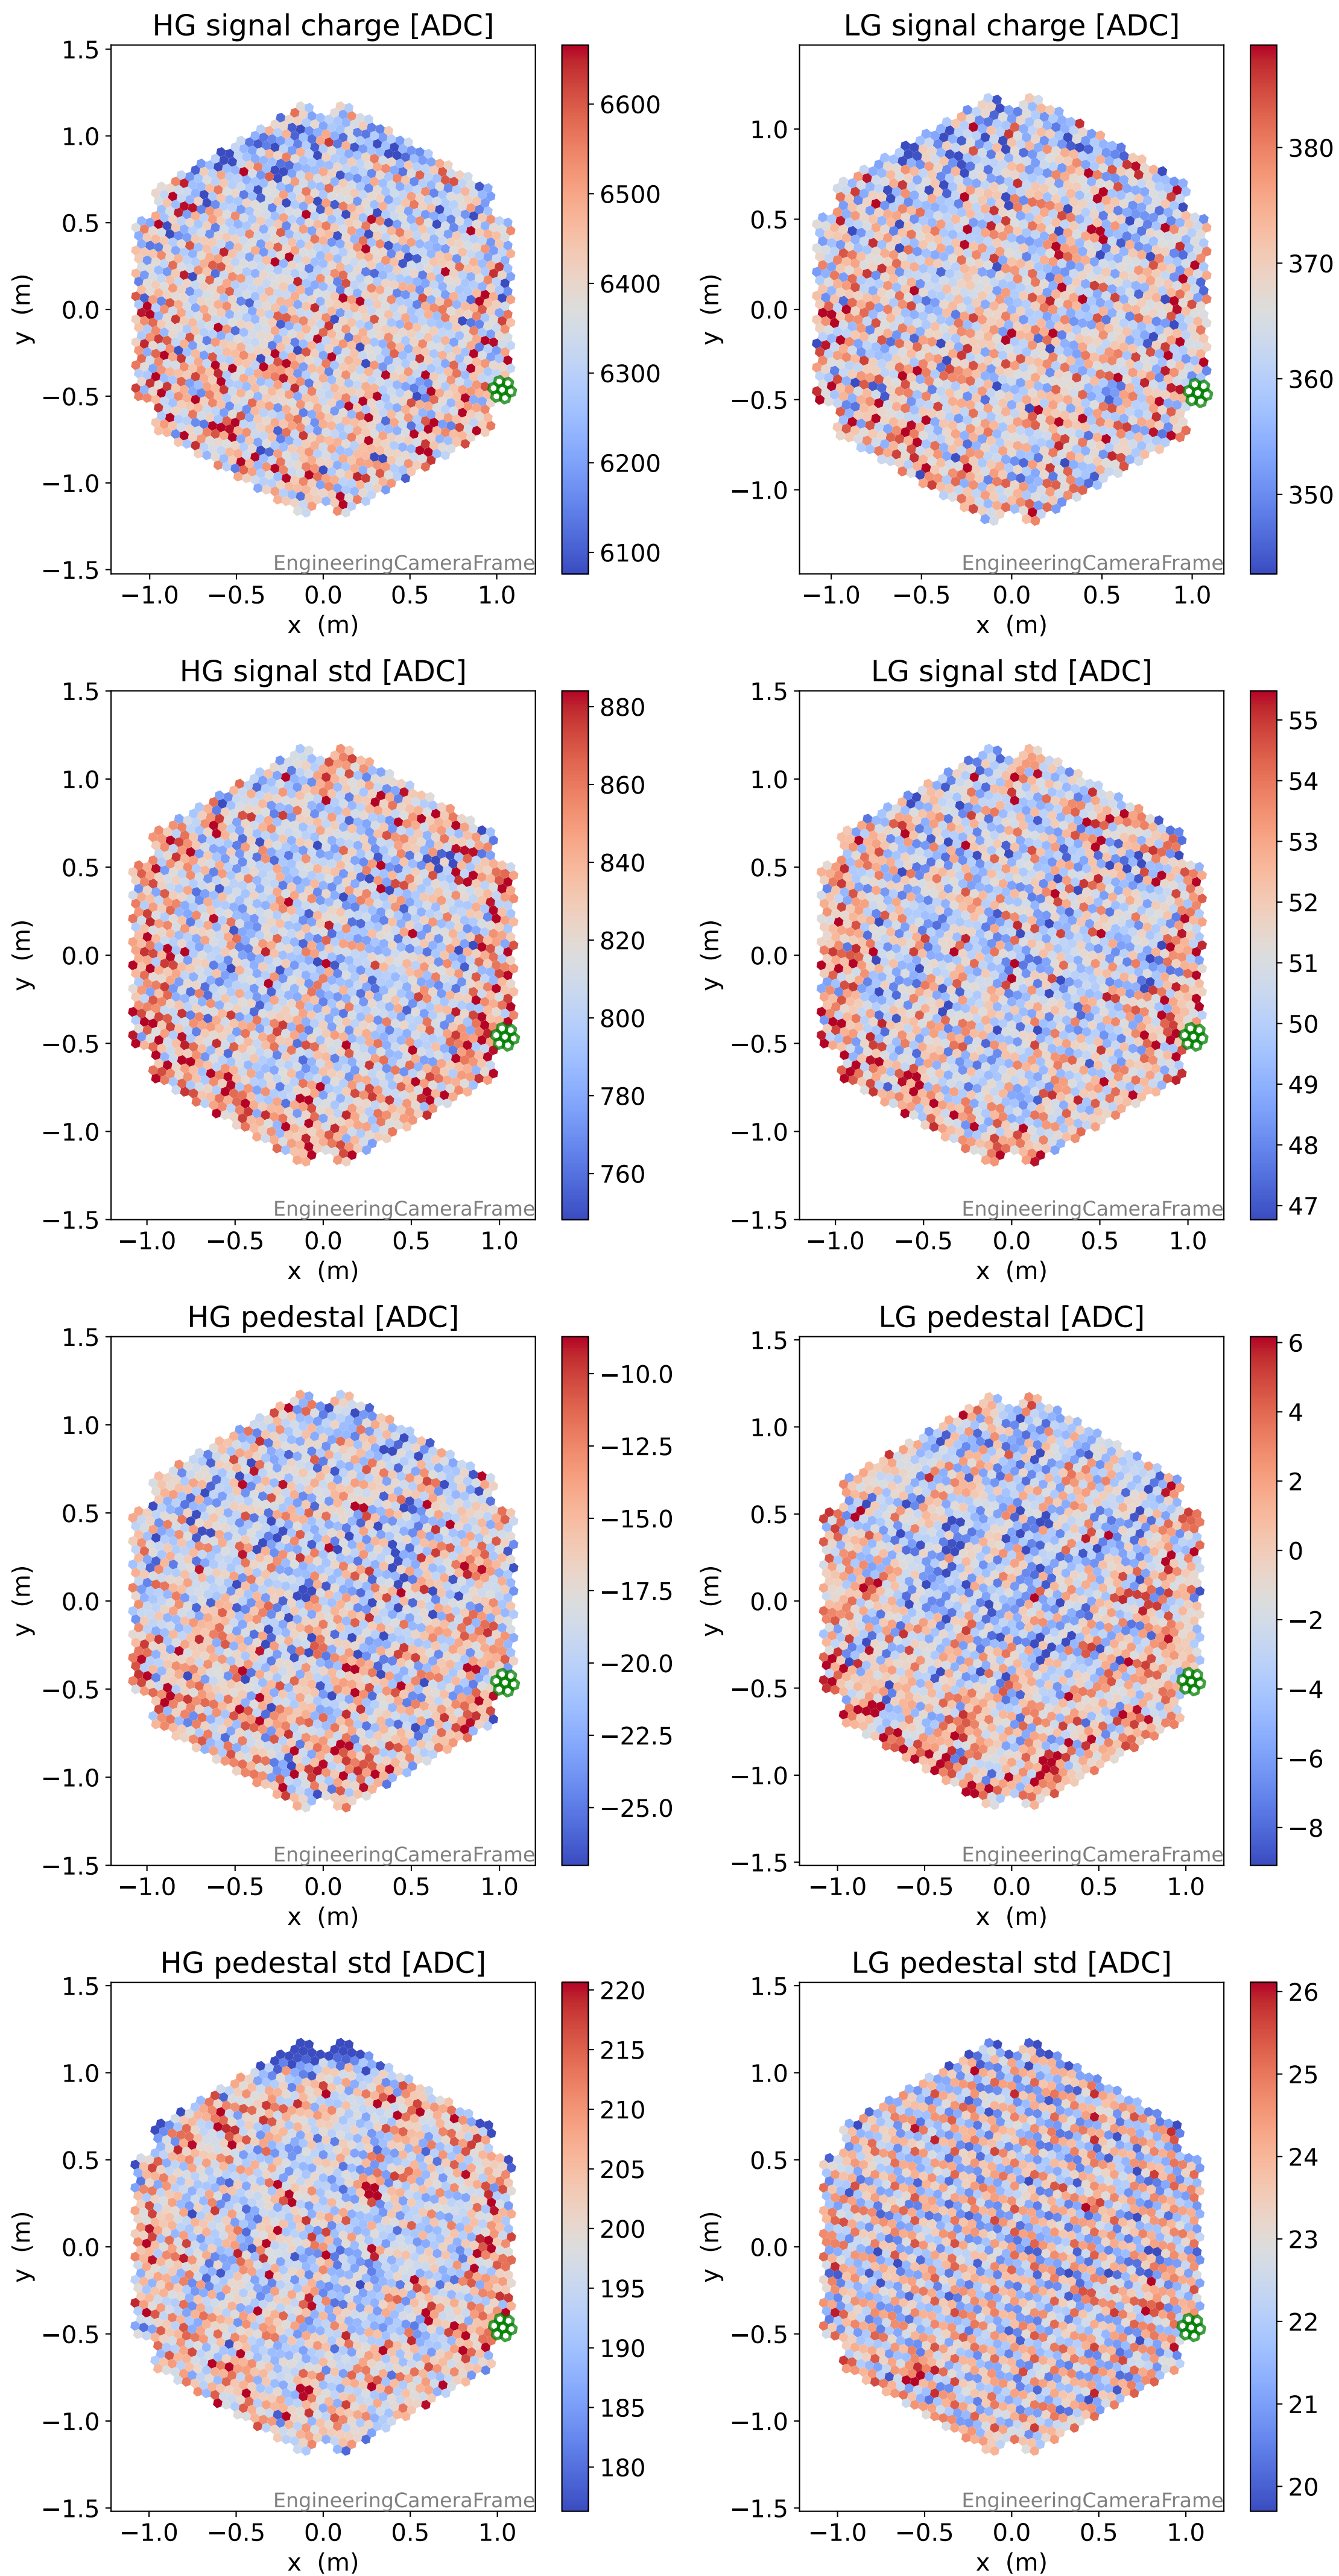 HG signal charge [ADC]
LG signal charge [ADC]
1.5
1.0
0.5
0.0
−0.5
−1.0
−1.5
y (m)
−1.0 −0.5 0.0 0.5 1.0
x (m)
EngineeringCameraFrame
6600
6500
6400
6300
6200
6100
1.0
0.5
0.0
−0.5
−1.0
y (m)
−1.0 −0.5 0.0 0.5 1.0
x (m)
EngineeringCameraFrame
380
370
360
350
HG signal std [ADC]
LG signal std [ADC]
1.5
1.0
0.5
0.0
−0.5
−1.0
−1.5
y (m)
−1.0 −0.5 0.0 0.5 1.0
x (m)
EngineeringCameraFrame
880
860
840
820
800
780
760
1.5
1.0
0.5
0.0
−0.5
−1.0
−1.5
y (m)
−1.0 −0.5 0.0 0.5 1.0
x (m)
EngineeringCameraFrame
55
54
53
52
51
50
49
48
47
HG pedestal [ADC]
LG pedestal [ADC]
1.5
1.0
0.5
0.0
−0.5
−1.0
−1.5
y (m)
−1.0 −0.5 0.0 0.5 1.0
x (m)
EngineeringCameraFrame
−10.0
−12.5
−15.0
−17.5
−20.0
−22.5
−25.0
1.5
1.0
0.5
0.0
−0.5
−1.0
−1.5
y (m)
−1.0 −0.5 0.0 0.5 1.0
x (m)
EngineeringCameraFrame
6
4
2
0
−2
−4
−6
−8
HG pedestal std [ADC]
LG pedestal std [ADC]
1.5
1.0
0.5
0.0
−0.5
−1.0
−1.5
y (m)
−1.0 −0.5 0.0 0.5 1.0
x (m)
EngineeringCameraFrame
220
215
210
205
200
195
190
185
180
1.5
1.0
0.5
0.0
−0.5
−1.0
−1.5
y (m)
−1.0 −0.5 0.0 0.5 1.0
x (m)
EngineeringCameraFrame
26
25
24
23
22
21
20